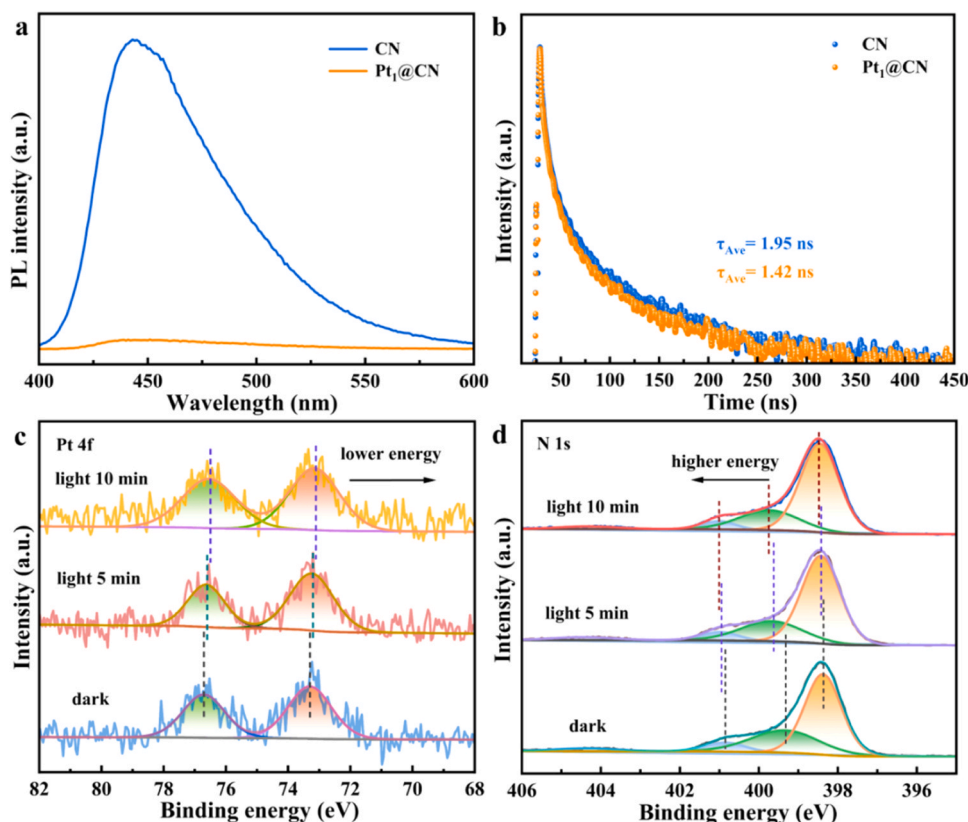 a
CN
Pt₁@CN
PL intensity (a.u.)
400 450 500 550 600
Wavelength (nm)
b
CN
Pt₁@CN
τAve= 1.95 ns
τAve= 1.42 ns
Intensity (a.u.)
50 100 150 200 250 300 350 400 450
Time (ns)
c
Pt 4f
light 10 min
lower energy
light 5 min
dark
Intensity (a.u.)
82 80 78 76 74 72 70 68
Binding energy (eV)
d
N 1s
higher energy
light 10 min
light 5 min
dark
Intensity (a.u.)
406 404 402 400 398 396
Binding energy (eV)